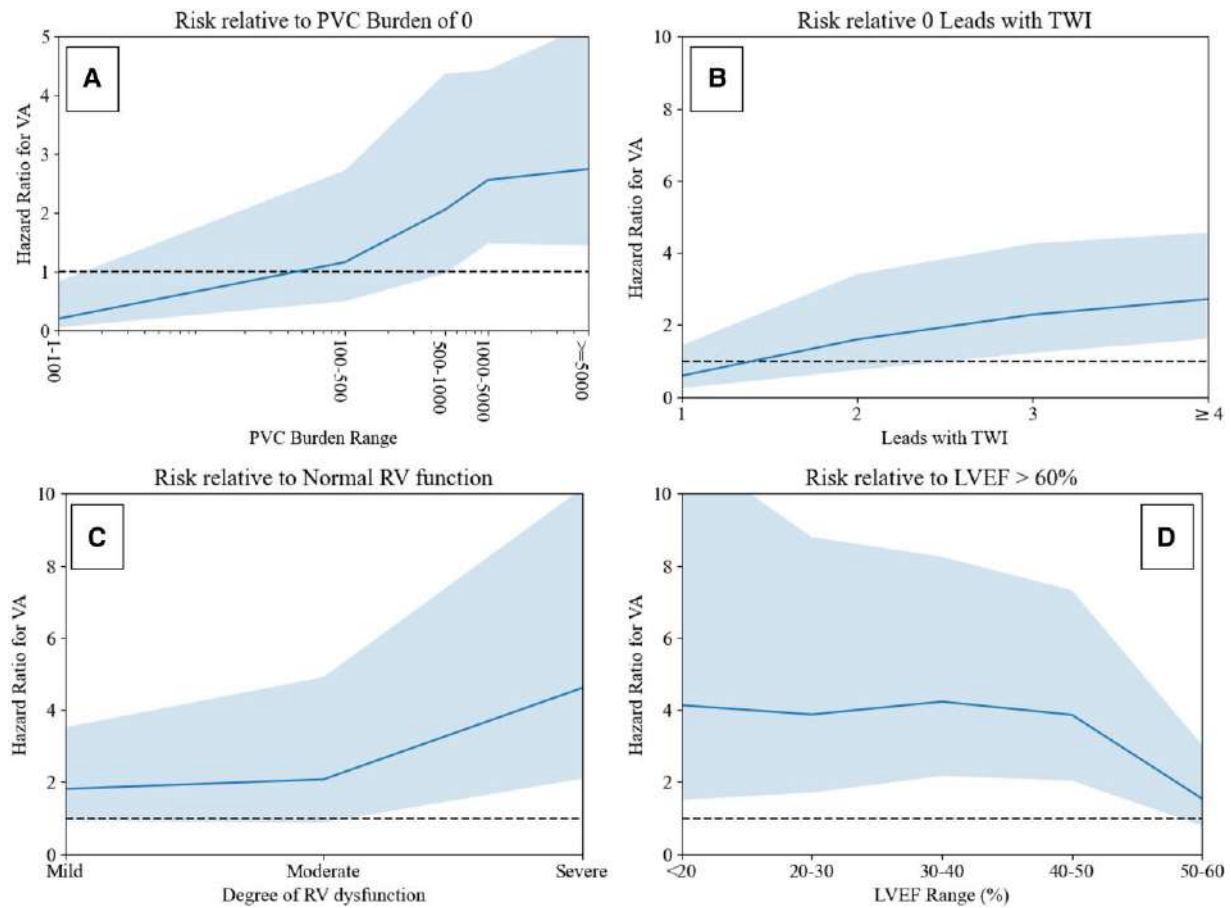 Risk relative to PVC Burden of 0
A
Hazard Ratio for VA
5
4
3
2
1
0
1-100
100-500
500-1000
1000-5000
>=5000
PVC Burden Range
Risk relative 0 Leads with TWI
B
Hazard Ratio for VA
10
8
6
4
2
0
1
2
3
≥ 4
Leads with TWI
Risk relative to Normal RV function
C
Hazard Ratio for VA
10
8
6
4
2
0
Mild
Moderate
Severe
Degree of RV dysfunction
Risk relative to LVEF > 60%
D
Hazard Ratio for VA
10
8
6
4
2
0
<20
20-30
30-40
40-50
50-60
LVEF Range (%)